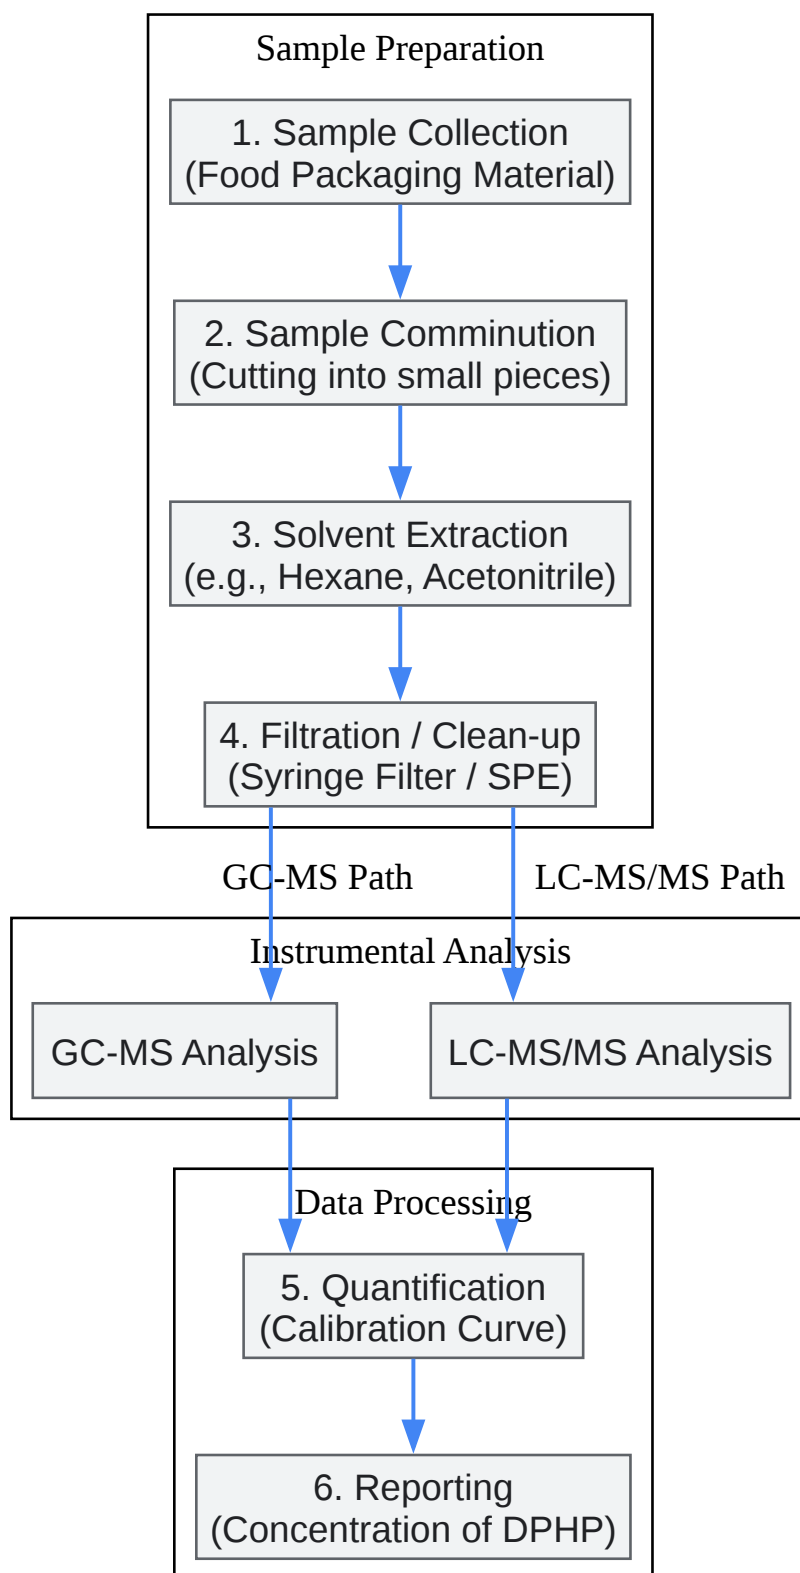 Sample Preparation
1. Sample Collection
(Food Packaging Material)
2. Sample Comminution
(Cutting into small pieces)
3. Solvent Extraction
(e.g., Hexane, Acetonitrile)
4. Filtration / Clean-up
(Syringe Filter / SPE)
GC-MS Path
LC-MS/MS Path
Instrumental Analysis
GC-MS Analysis
LC-MS/MS Analysis
Data Processing
5. Quantification
(Calibration Curve)
6. Reporting
(Concentration of DPHP)